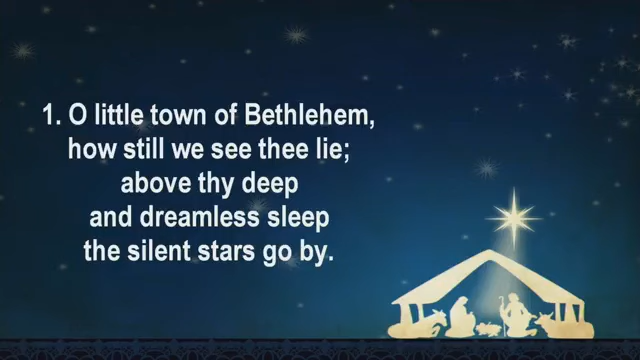 1. O little town of Bethlehem,
how still we see thee lie;
above thy deep
and dreamless sleep
the silent stars go by.